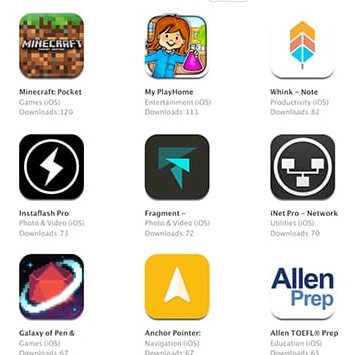 MINECRAFT
POCKET EDITION
Minecraft: Pocket
Games (iOS)
Downloads:120
My PlayHome
Entertainment (iOS)
Downloads:111
Whink - Note
Productivity (iOS)
Downloads:82
Instaflash Pro
Photo & Video (iOS)
Downloads:73
Fragment -
Photo & Video (iOS)
Downloads:72
iNet Pro - Network
Utilities (iOS)
Downloads:70
Galaxy of Pen &
Games (iOS)
Downloads:67
Anchor Pointer:
Navigation (iOS)
Downloads:67
Allen
Prep
Allen TOEFL® Prep
Education (iOS)
Downloads:65